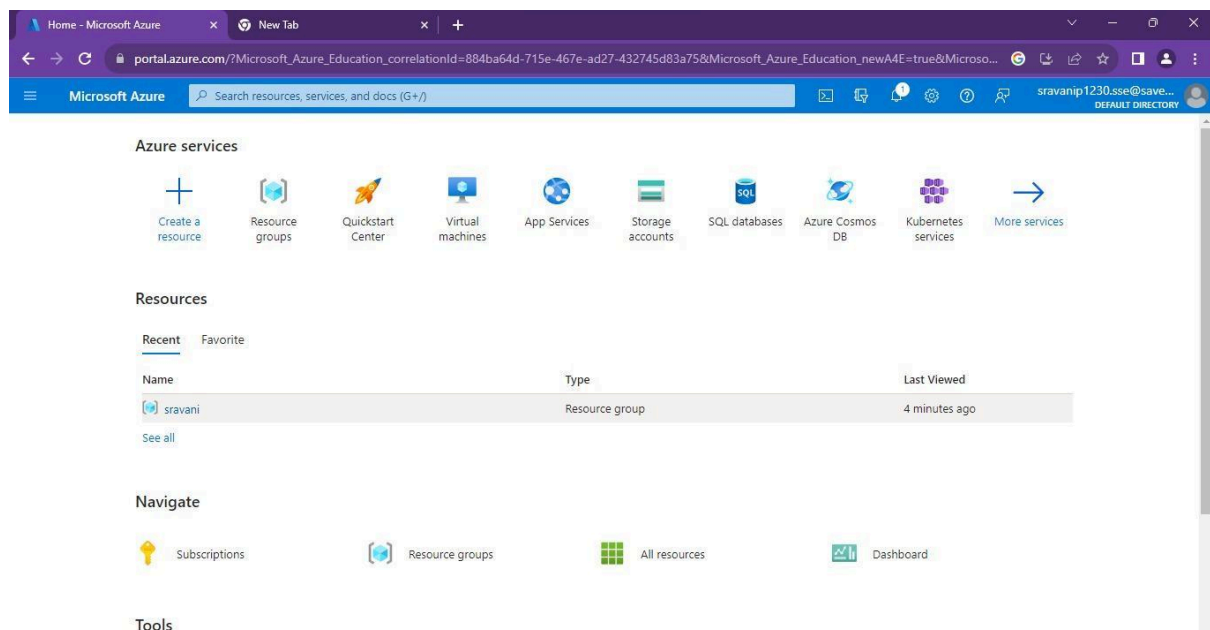 Home - Microsoft Azure
New Tab
portal.azure.com/?Microsoft_Azure_Education_correlationId=884ba64d-715e-467e-ad27-432745d83a75&Microsoft_Azure_Education_newA4E=true&Microso...
Microsoft Azure
Search resources, services, and docs (G+/)
1
sravanip1230.sse@save...
DEFAULT DIRECTORY
Azure services
Create a
resource
Resource
groups
Quickstart
Center
Virtual
machines
App Services
Storage
accounts
SQL
SQL databases
Azure Cosmos
DB
Kubernetes
services
More services
Resources
Recent Favorite
Name Type Last Viewed
sravani Resource group 4 minutes ago
See all
Navigate
Subscriptions Resource groups All resources Dashboard
Tools